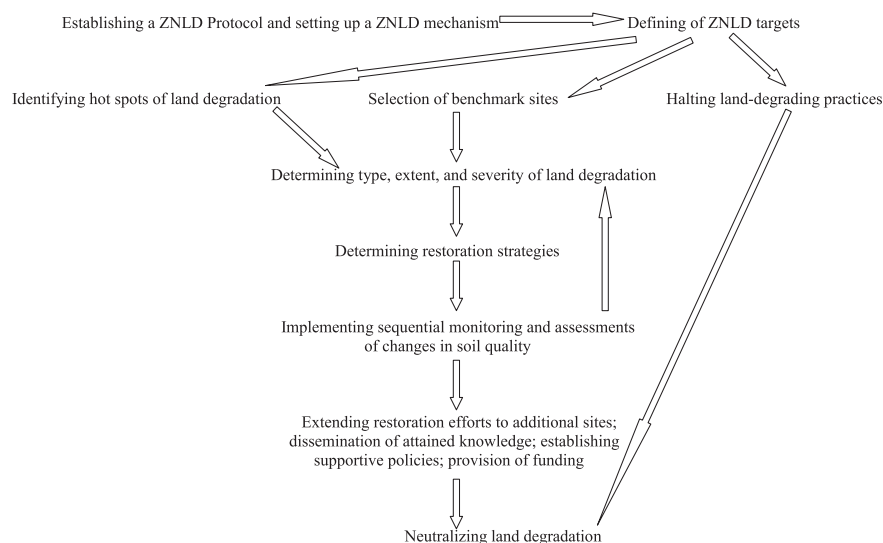 Establishing a ZNLD Protocol and setting up a ZNLD mechanism
Defining of ZNLD targets
Identifying hot spots of land degradation
Selection of benchmark sites
Halting land-degrading practices
Determining type, extent, and severity of land degradation
Determining restoration strategies
Implementing sequential monitoring and assessments
of changes in soil quality
Extending restoration efforts to additional sites;
dissemination of attained knowledge; establishing
supportive policies; provision of funding
Neutralizing land degradation